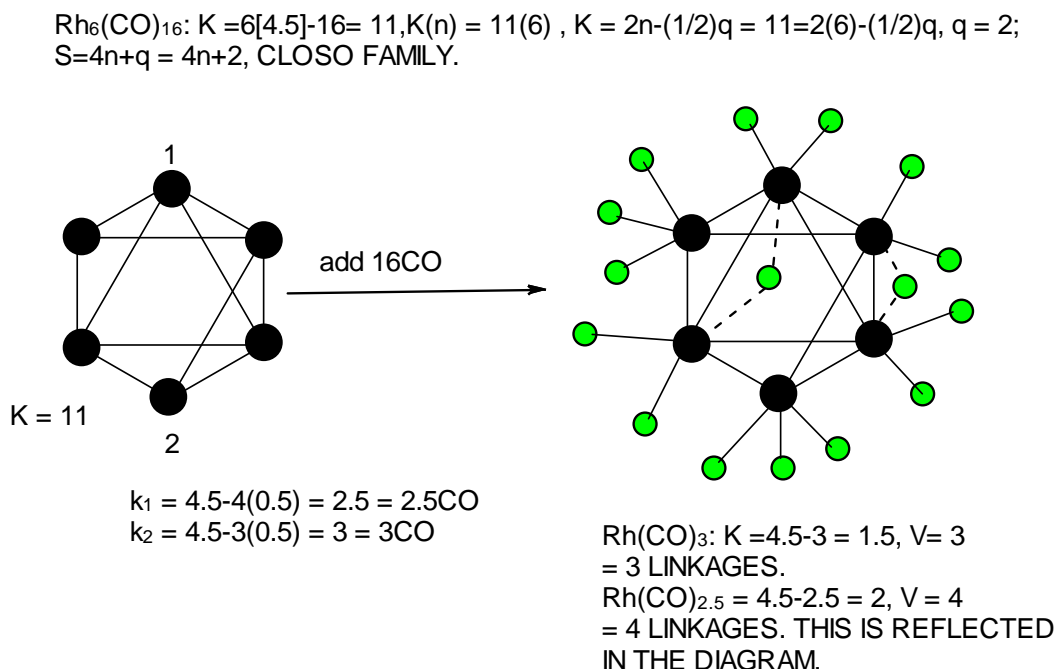 Rh₆(CO)₁₆: K =6[4.5]-16= 11,K(n) = 11(6) , K = 2n-(1/2)q = 11=2(6)-(1/2)q, q = 2;
S=4n+q = 4n+2, CLOSO FAMILY.
1
add 16CO
K = 11
2
k₁ = 4.5-4(0.5) = 2.5 = 2.5CO
k₂ = 4.5-3(0.5) = 3 = 3CO
Rh(CO)₃: K =4.5-3 = 1.5, V= 3
= 3 LINKAGES.
Rh(CO)₂.₅ = 4.5-2.5 = 2, V = 4
= 4 LINKAGES. THIS IS REFLECTED
IN THE DIAGRAM.